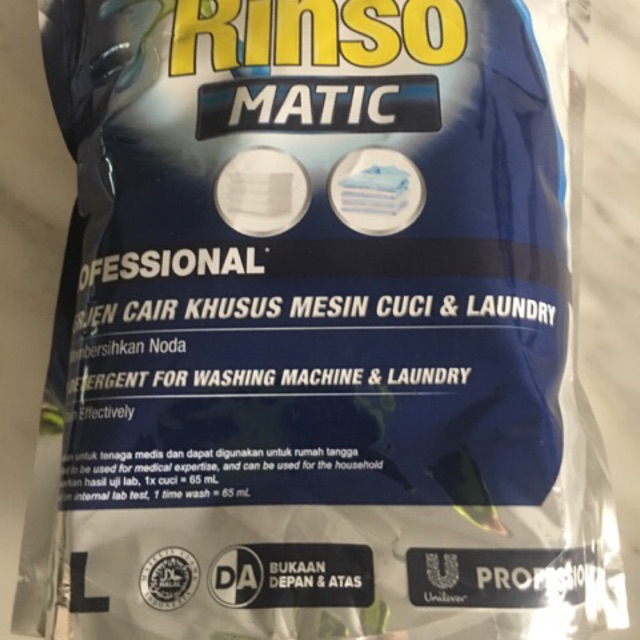 Rinso
MATIC
OFESSIONAL*
JEN CAIR KHUSUS MESIN CUCI & LAUNDRY
mbersihkan Noda
DETERGENT FOR WASHING MACHINE & LAUNDRY
Effectively
untuk tenaga medis dan dapat digunakan untuk rumah tangga
to be used for medical expertise, and can be used for the household
hasil uji lab, 1x cuci = 65 mL
internal lab test, 1 time wash = 65 mL
L
DA BUKAAN
DEPAN & ATAS
Unilever
PROFESSION